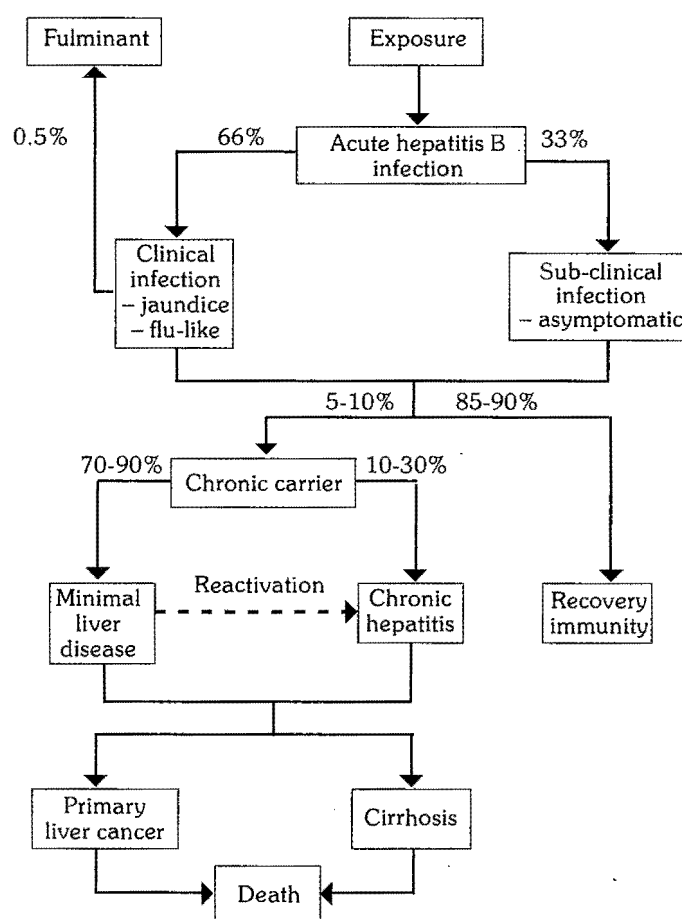 Fulminant
Exposure
0.5%
66%
Acute hepatitis B
infection
33%
Clinical
infection
– jaundice
– flu-like
Sub-clinical
infection
– asymptomatic
5-10%
85-90%
70-90%
Chronic carrier
10-30%
Reactivation
Minimal
liver
disease
Chronic
hepatitis
Recovery
immunity
Primary
liver cancer
Cirrhosis
Death